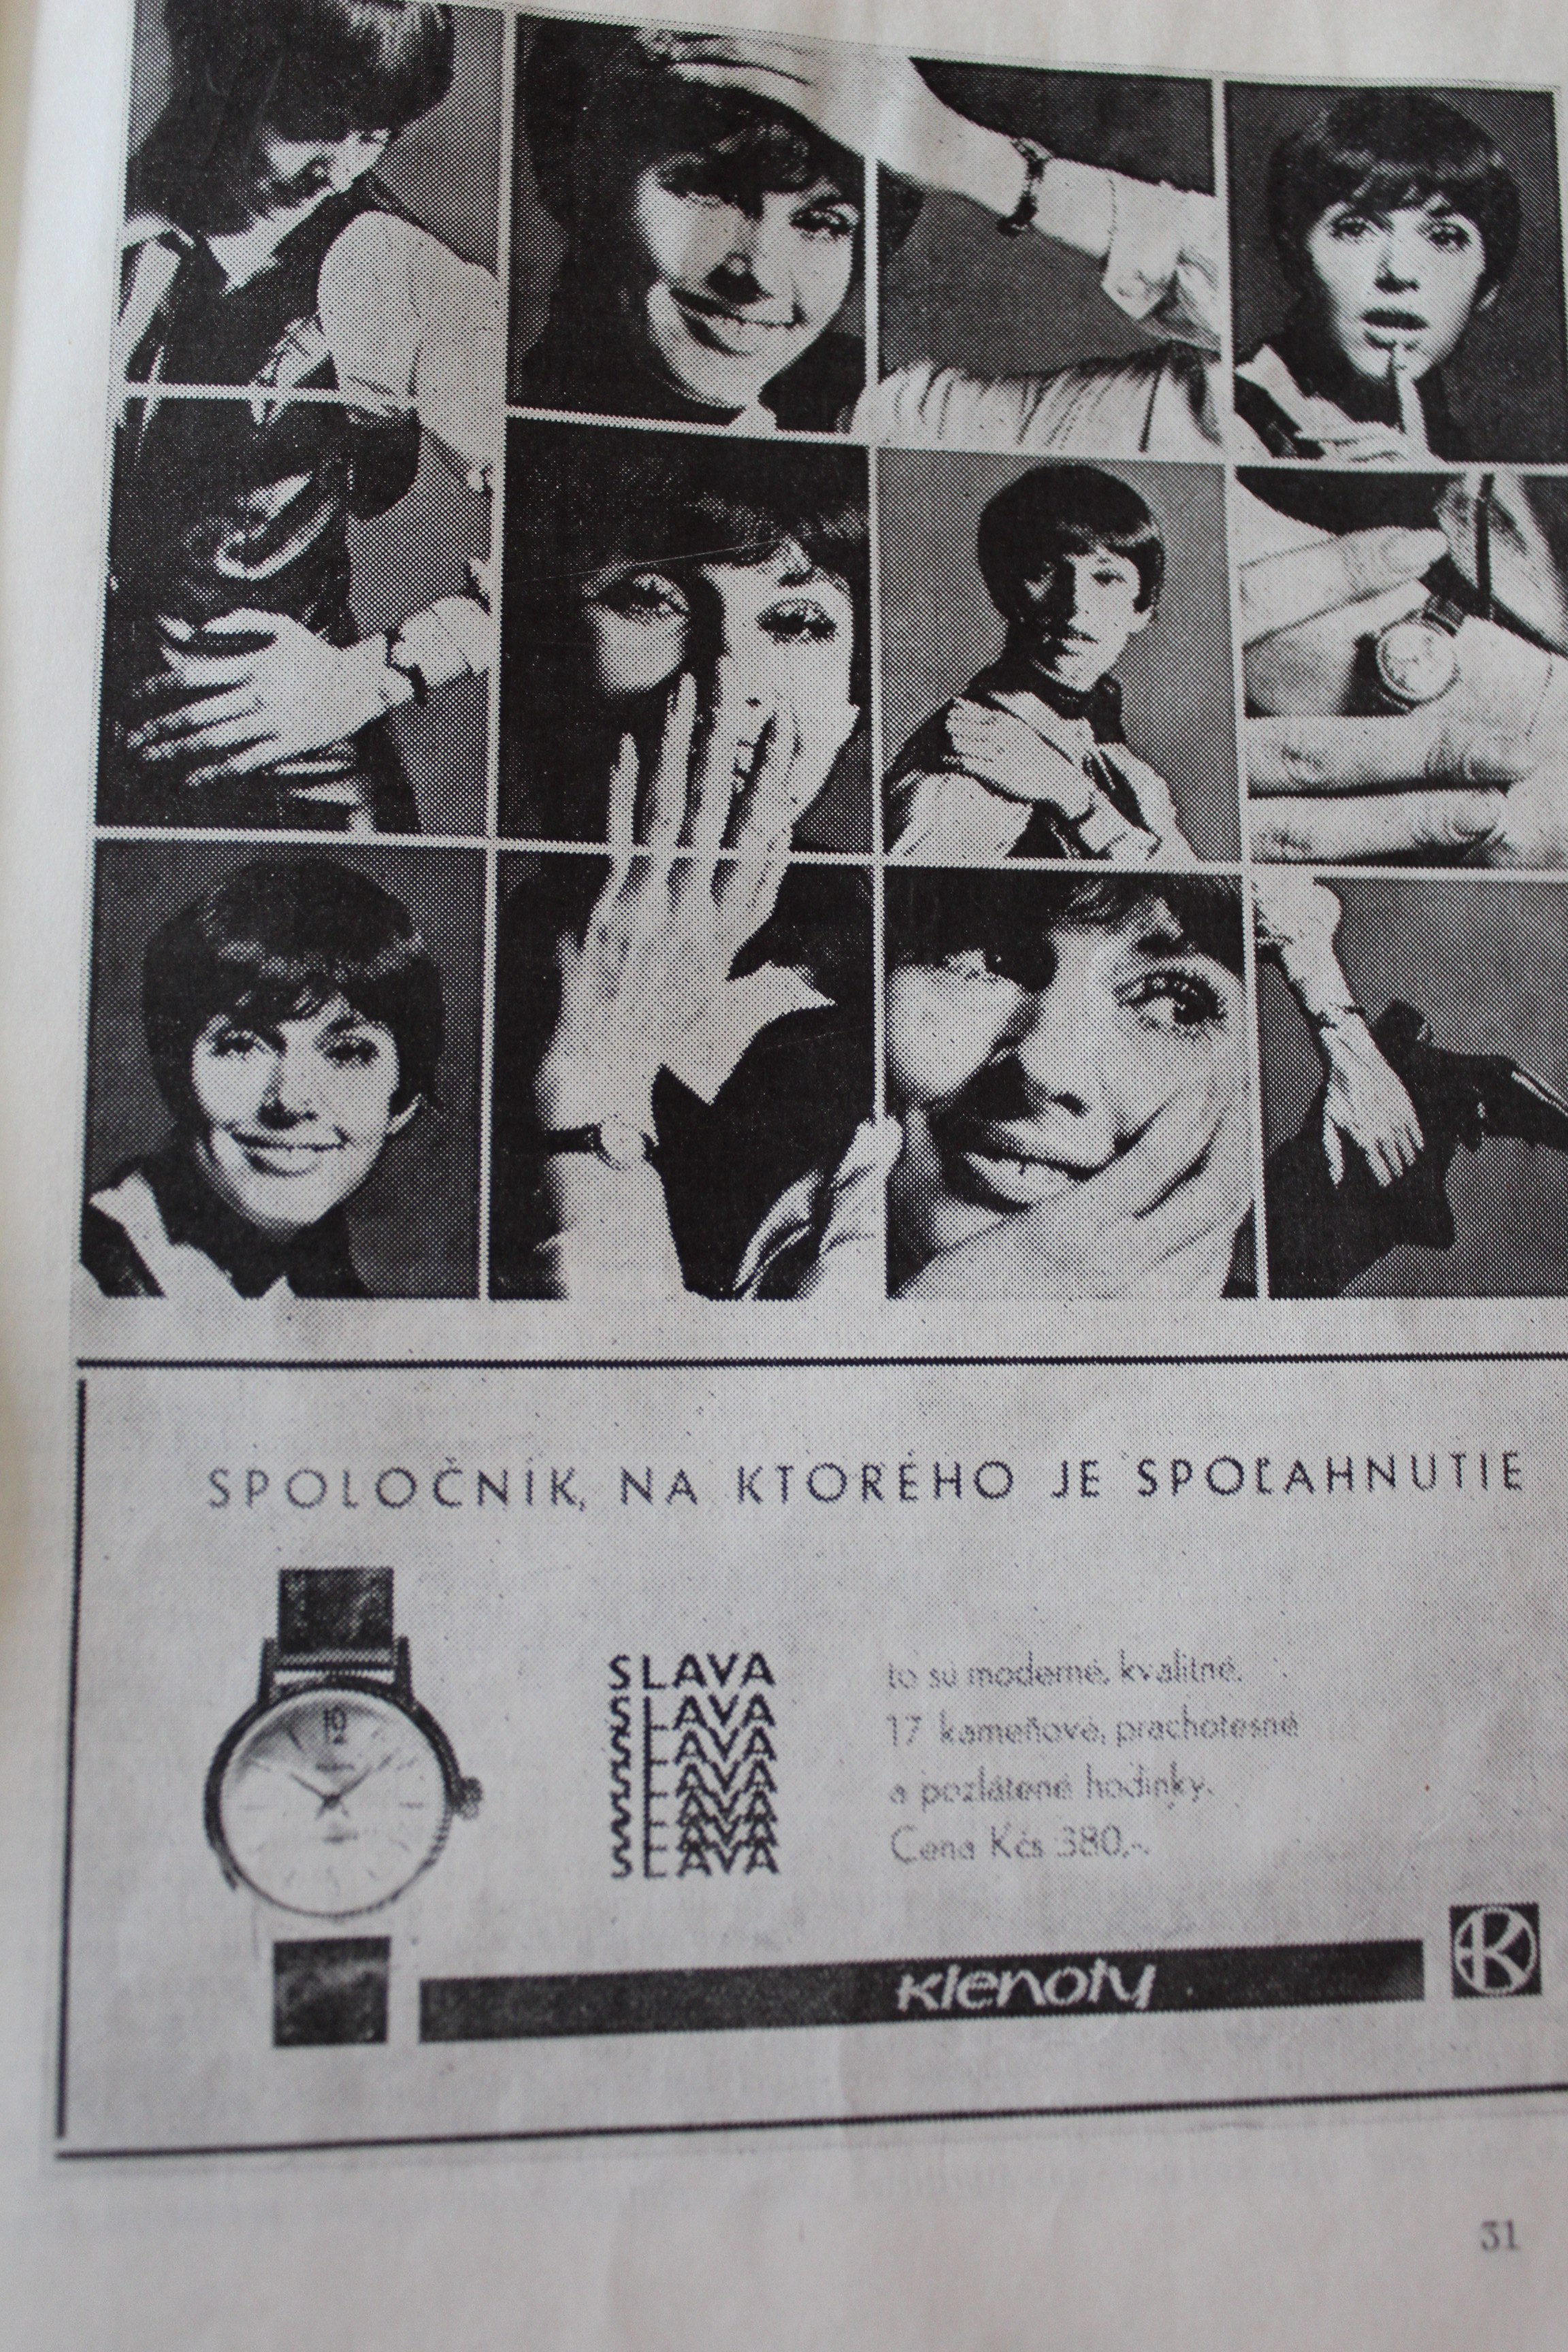 SPOLOČNÍK, NA KTORÉHO JE SPOĽAHNUTIE
SLAVA
SLAVA
SLAVA
SLAVA
SLAVA
SLAVA
SLAVA
to sú moderné, kvalitné,
17 kameňové, prachotesné
a pozlátené hodinky.
Cena Kčs 380,-.
klenoty
K
31